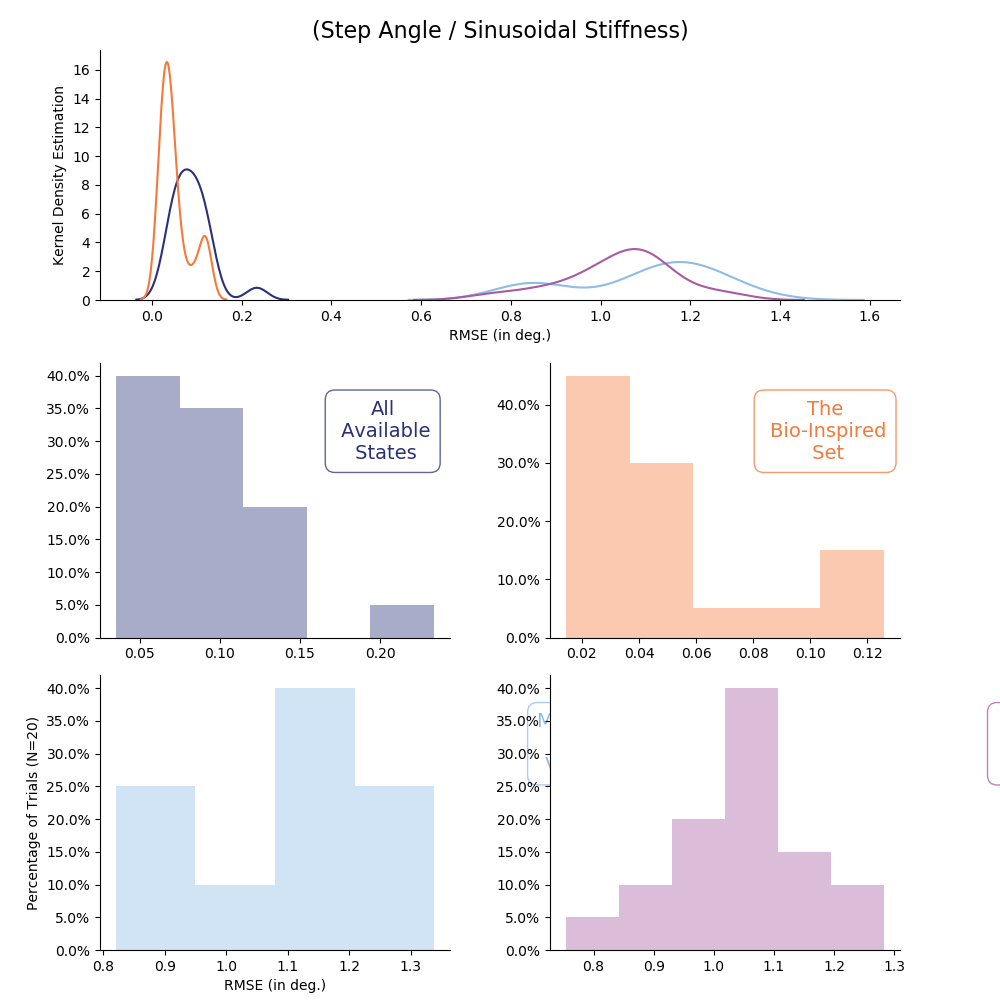 (Step Angle / Sinusoidal Stiffness)
Kernel Density Estimation
16
14
12
10
8
6
4
2
0
0.0 0.2 0.4 0.6 0.8 1.0 1.2 1.4 1.6
RMSE (in deg.)
40.0%
35.0%
30.0%
25.0%
20.0%
15.0%
10.0%
5.0%
0.0%
0.05 0.10 0.15 0.20
All
Available
States
40.0%
30.0%
20.0%
10.0%
0.0%
0.02 0.04 0.06 0.08 0.10 0.12
The
Bio-Inspired
Set
Percentage of Trials (N=20)
40.0%
35.0%
30.0%
25.0%
20.0%
15.0%
10.0%
5.0%
0.0%
0.8 0.9 1.0 1.1 1.2 1.3
RMSE (in deg.)
40.0%
35.0%
30.0%
25.0%
20.0%
15.0%
10.0%
5.0%
0.0%
0.8 0.9 1.0 1.1 1.2 1.3